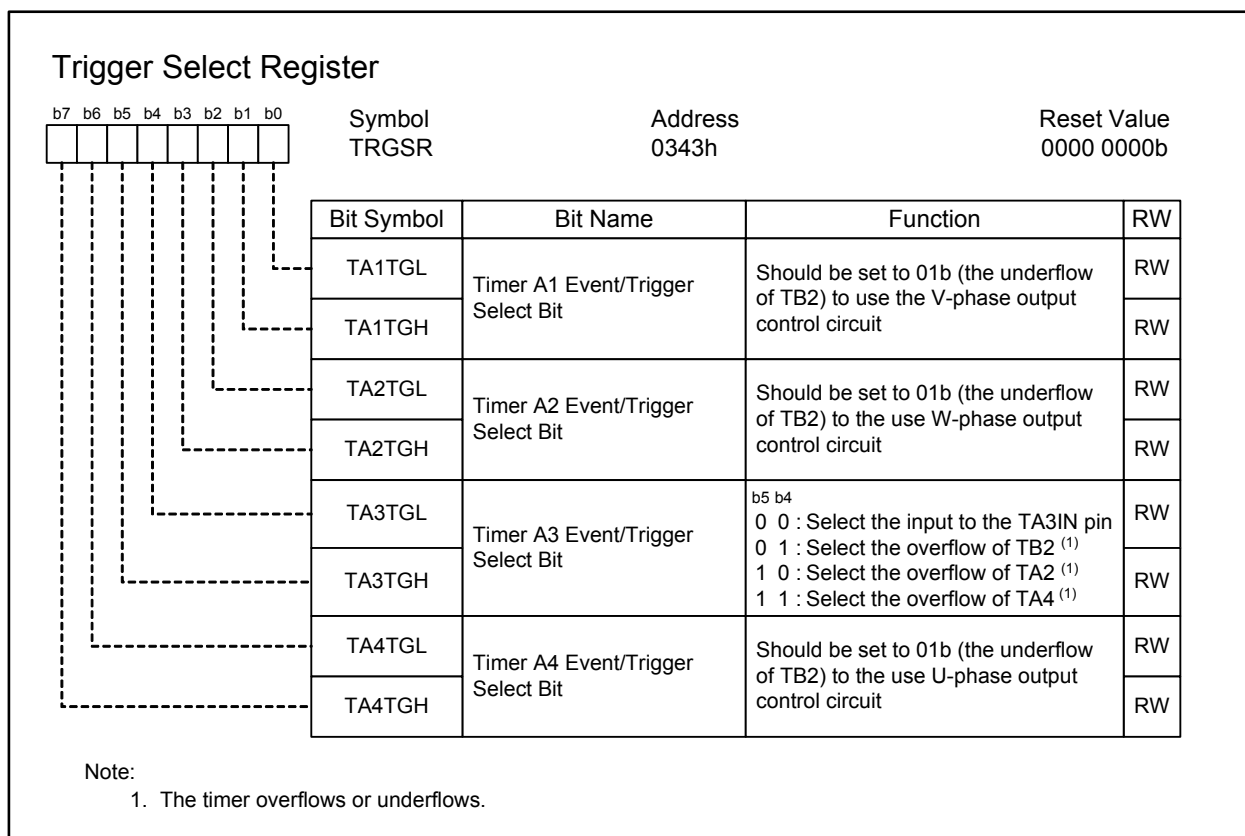 Trigger Select Register
b7 b6 b5 b4 b3 b2 b1 b0
Symbol Address Reset Value
TRGSR 0343h 0000 0000b
Bit Symbol Bit Name Function RW
TA1TGL RW
Timer A1 Event/Trigger
Select Bit
Should be set to 01b (the underflow
of TB2) to use the V-phase output
control circuit
TA1TGH RW
TA2TGL RW
Timer A2 Event/Trigger
Select Bit
Should be set to 01b (the underflow
of TB2) to the use W-phase output
control circuit
TA2TGH RW
TA3TGL RW
Timer A3 Event/Trigger
Select Bit
b5 b4
0 0 : Select the input to the TA3IN pin
0 1 : Select the overflow of TB2 (1)
1 0 : Select the overflow of TA2 (1)
1 1 : Select the overflow of TA4 (1)
TA3TGH RW
TA4TGL RW
Timer A4 Event/Trigger
Select Bit
Should be set to 01b (the underflow
of TB2) to the use U-phase output
control circuit
TA4TGH RW
Note:
1. The timer overflows or underflows.